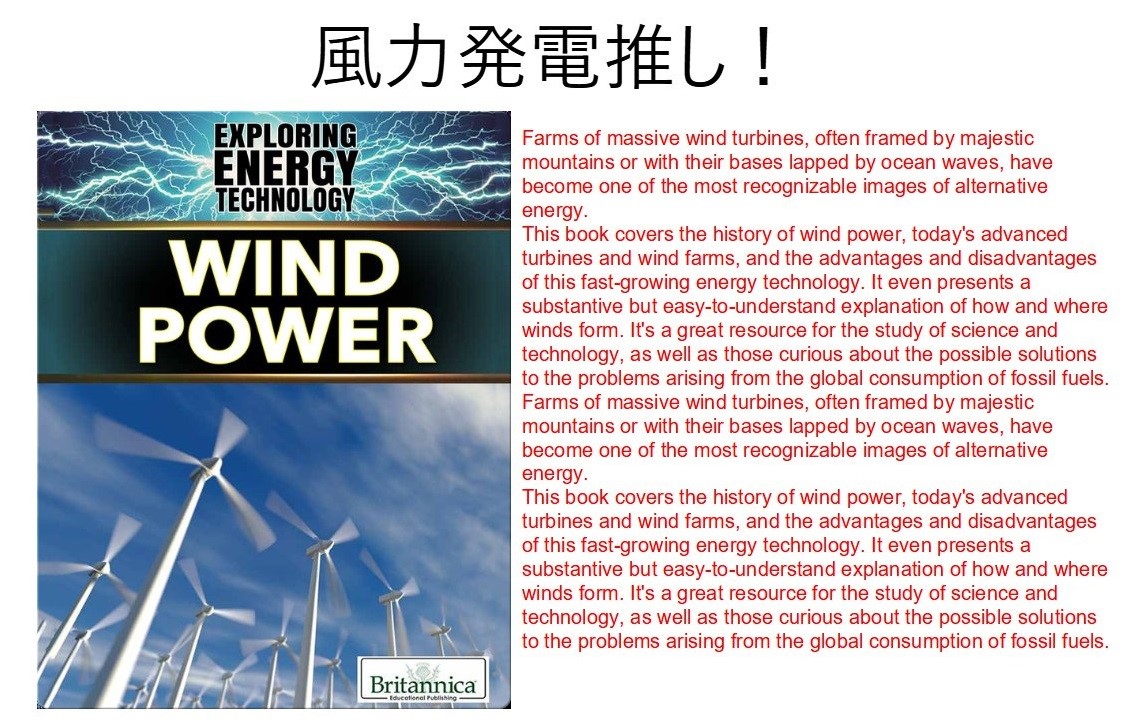 風力発電推し！
EXPLORING
ENERGY
TECHNOLOGY
WIND
POWER
Britannica
Educational Publishing
Farms of massive wind turbines, often framed by majestic
mountains or with their bases lapped by ocean waves, have
become one of the most recognizable images of alternative
energy.
This book covers the history of wind power, today's advanced
turbines and wind farms, and the advantages and disadvantages
of this fast-growing energy technology. It even presents a
substantive but easy-to-understand explanation of how and where
winds form. It's a great resource for the study of science and
technology, as well as those curious about the possible solutions
to the problems arising from the global consumption of fossil fuels.
Farms of massive wind turbines, often framed by majestic
mountains or with their bases lapped by ocean waves, have
become one of the most recognizable images of alternative
energy.
This book covers the history of wind power, today's advanced
turbines and wind farms, and the advantages and disadvantages
of this fast-growing energy technology. It even presents a
substantive but easy-to-understand explanation of how and where
winds form. It's a great resource for the study of science and
technology, as well as those curious about the possible solutions
to the problems arising from the global consumption of fossil fuels.